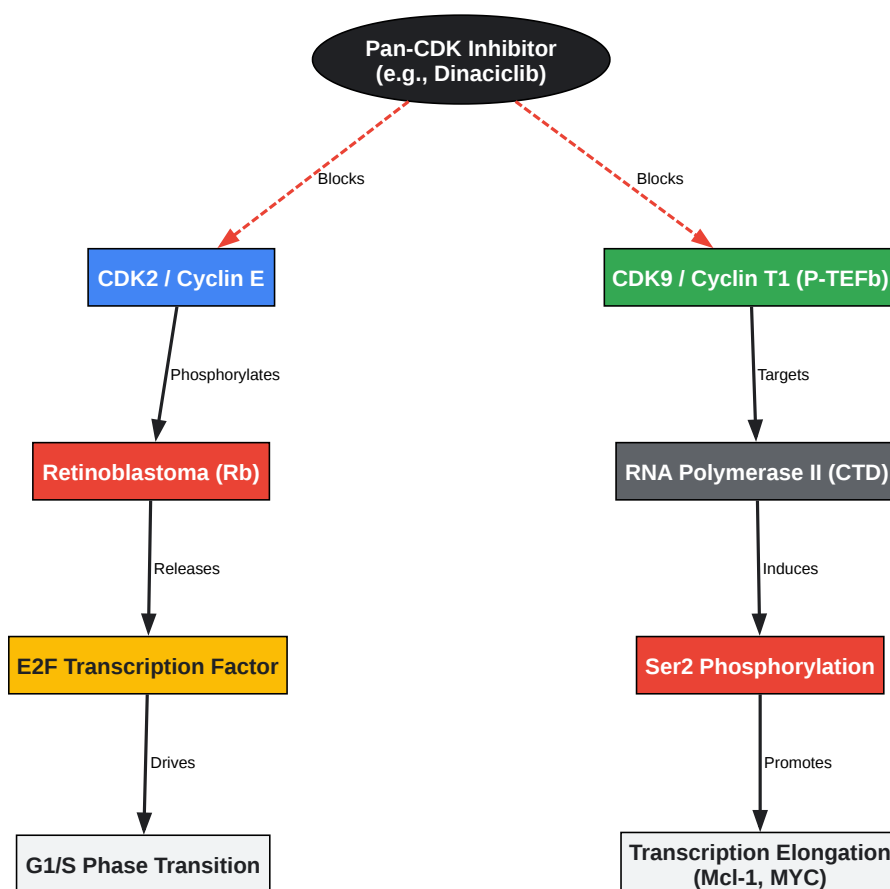 Pan-CDK Inhibitor
(e.g., Dinaciclib)
Blocks
Blocks
CDK2 / Cyclin E
CDK9 / Cyclin T1 (P-TEFb)
Phosphorylates
Targets
Retinoblastoma (Rb)
RNA Polymerase II (CTD)
Releases
Induces
E2F Transcription Factor
Ser2 Phosphorylation
Drives
Promotes
G1/S Phase Transition
Transcription Elongation
(Mcl-1, MYC)